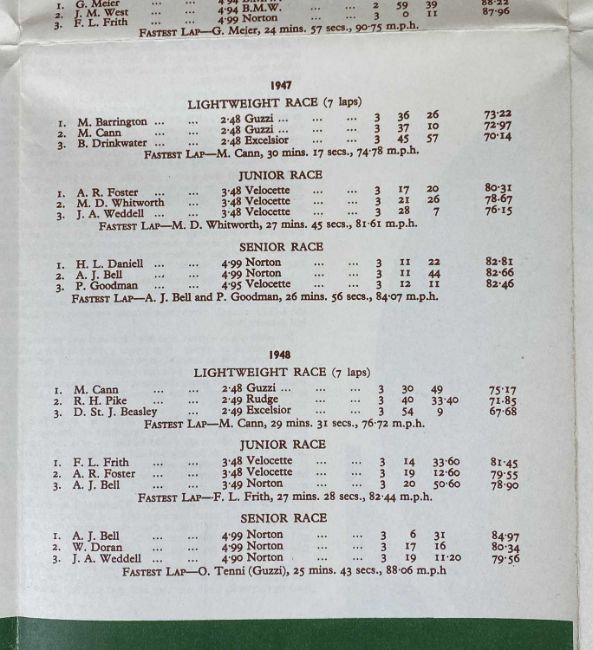 1. G. Meier ... ... 4·94 B.M.W. ... ... 2 59 39 88·22
2. J. M. West ... ... 4·94 B.M.W. ... ... 3 0 11 87·96
3. F. L. Frith ... ... 4·99 Norton
FASTEST LAP—G. Meier, 24 mins. 57 secs., 90·75 m.p.h.
1947
LIGHTWEIGHT RACE (7 laps)
1. M. Barrington ... ... 2·48 Guzzi ... ... ... 3 36 26 73·22
2. M. Cann ... ... 2·48 Guzzi ... ... ... 3 37 10 72·97
3. B. Drinkwater ... ... 2·48 Excelsior ... ... 3 45 57 70·14
FASTEST LAP—M. Cann, 30 mins. 17 secs., 74·78 m.p.h.
JUNIOR RACE
1. A. R. Foster ... 3·48 Velocette ... ... 3 17 20 80·31
2. M. D. Whitworth ... 3·48 Velocette ... ... 3 21 26 78·67
3. J. A. Weddell ... ... 3·48 Velocette ... ... 3 28 7 76·15
FASTEST LAP—M. D. Whitworth, 27 mins. 45 secs., 81·61 m.p.h.
SENIOR RACE
1. H. L. Daniell ... ... 4·99 Norton ... ... 3 11 22 82·81
2. A. J. Bell ... ... 4·99 Norton ... ... 3 11 44 82·66
3. P. Goodman ... ... 4·95 Velocette ... ... 3 12 11 82·46
FASTEST LAP—A. J. Bell and P. Goodman, 26 mins. 56 secs., 84·07 m.p.h.
1948
LIGHTWEIGHT RACE (7 laps)
1. M. Cann ... ... 2·48 Guzzi ... ... ... 3 30 49 75·17
2. R. H. Pike ... ... 2·49 Rudge ... ... 3 40 33·40 71·85
3. D. St. J. Beasley ... 2·49 Excelsior ... ... 3 54 9 67·68
FASTEST LAP—M. Cann, 29 mins. 31 secs., 76·72 m.p.h.
JUNIOR RACE
1. F. L. Frith ... ... 3·48 Velocette ... ... 3 14 33·60 81·45
2. A. R. Foster ... ... 3·48 Velocette ... ... 3 19 12·60 79·55
3. A. J. Bell ... ... 3·49 Norton ... ... 3 20 50·60 78·90
FASTEST LAP—F. L. Frith, 27 mins. 28 secs., 82·44 m.p.h.
SENIOR RACE
1. A. J. Bell ... ... 4·99 Norton ... ... 3 6 31 84·97
2. W. Doran ... ... 4·99 Norton ... ... 3 17 16 80·34
3. J. A. Weddell ... ... 4·90 Norton ... ... 3 19 11·20 79·56
FASTEST LAP—O. Tenni (Guzzi), 25 mins. 43 secs., 88·06 m.p.h